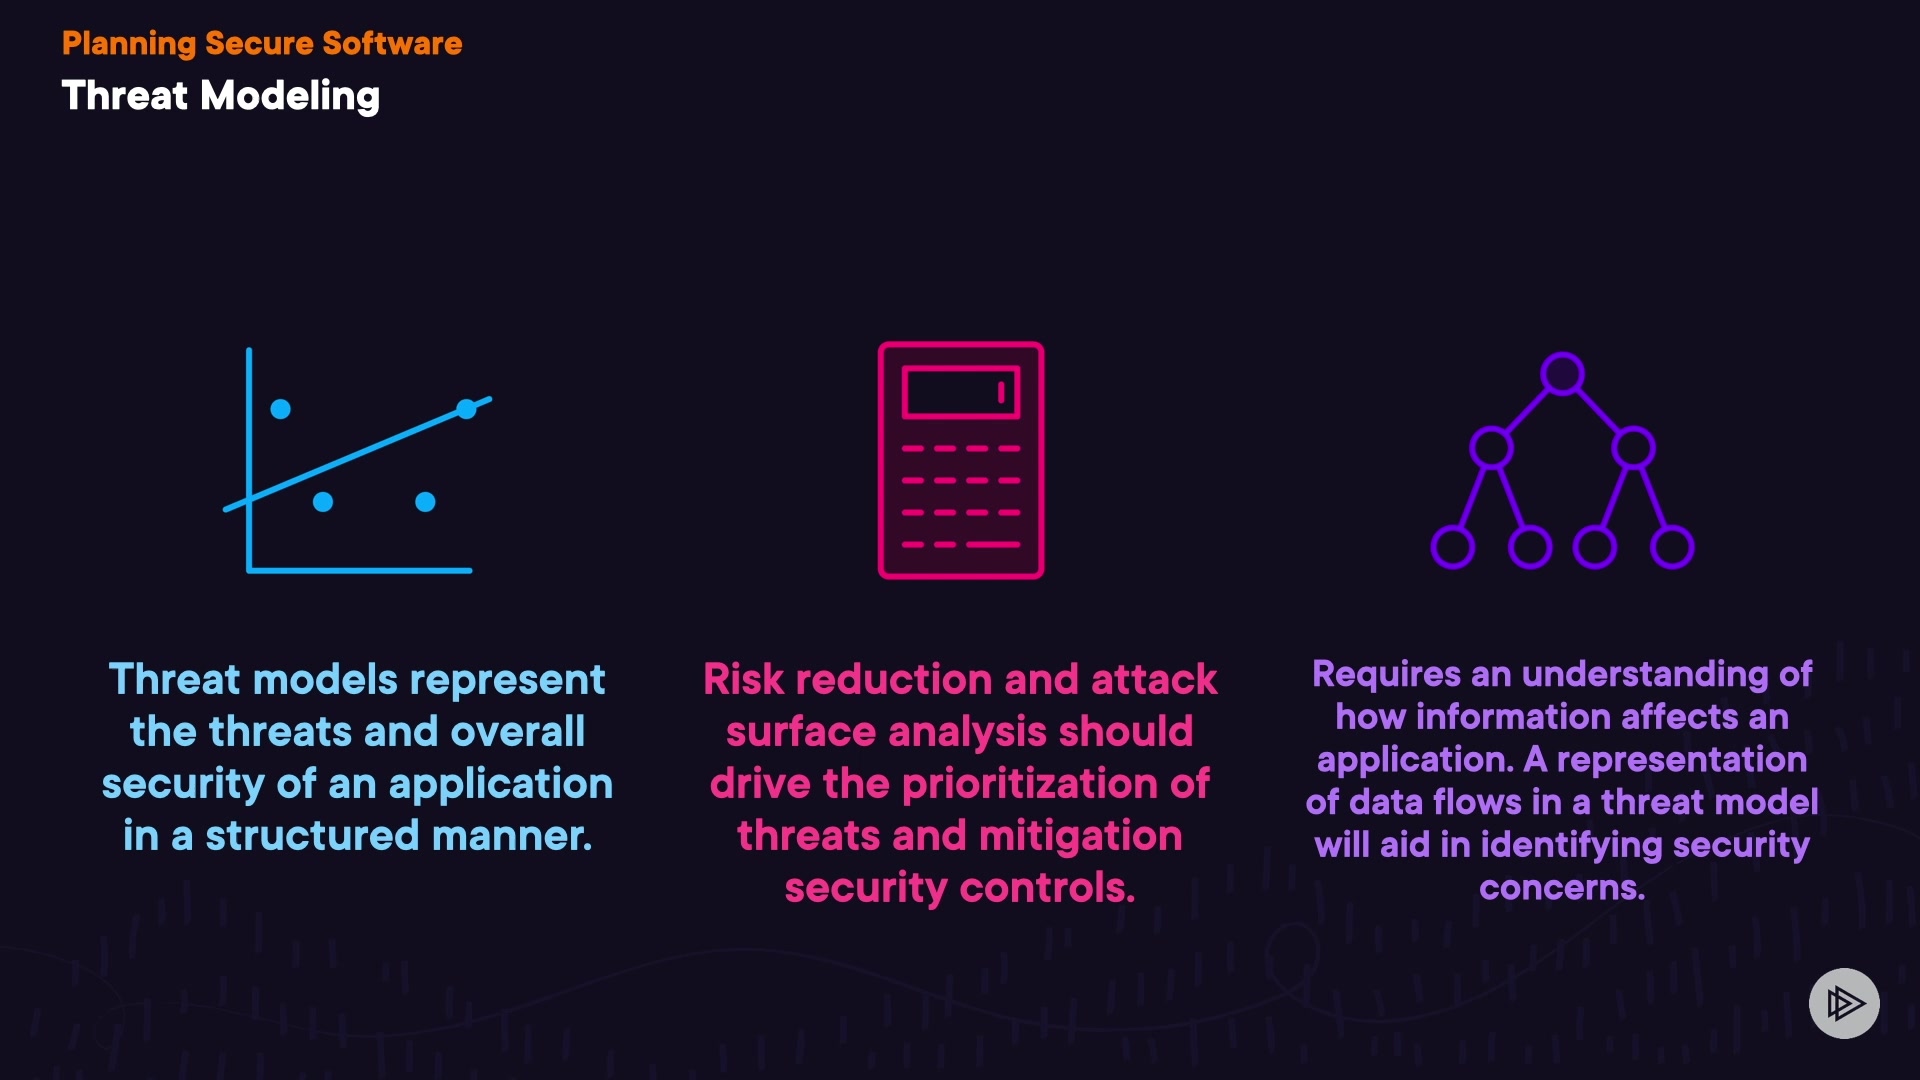 Planning Secure Software
Threat Modeling
Threat models represent
the threats and overall
security of an application
in a structured manner.
Risk reduction and attack
surface analysis should
drive the prioritization of
threats and mitigation
security controls.
Requires an understanding of
how information affects an
application. A representation
of data flows in a threat model
will aid in identifying security
concerns.